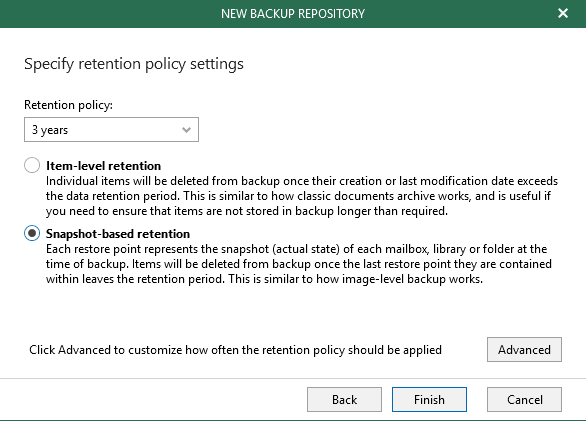 NEW BACKUP REPOSITORY
Specify retention policy settings
Retention policy:
3 years
Item-level retention
Individual items will be deleted from backup once their creation or last modification date exceeds
the data retention period. This is similar to how classic documents archive works, and is useful if
you need to ensure that items are not stored in backup longer than required.
Snapshot-based retention
Each restore point represents the snapshot (actual state) of each mailbox, library or folder at the
time of backup. Items will be deleted from backup once the last restore point they are contained
within leaves the retention period. This is similar to how image-level backup works.
Click Advanced to customize how often the retention policy should be applied
Advanced
Back
Finish
Cancel